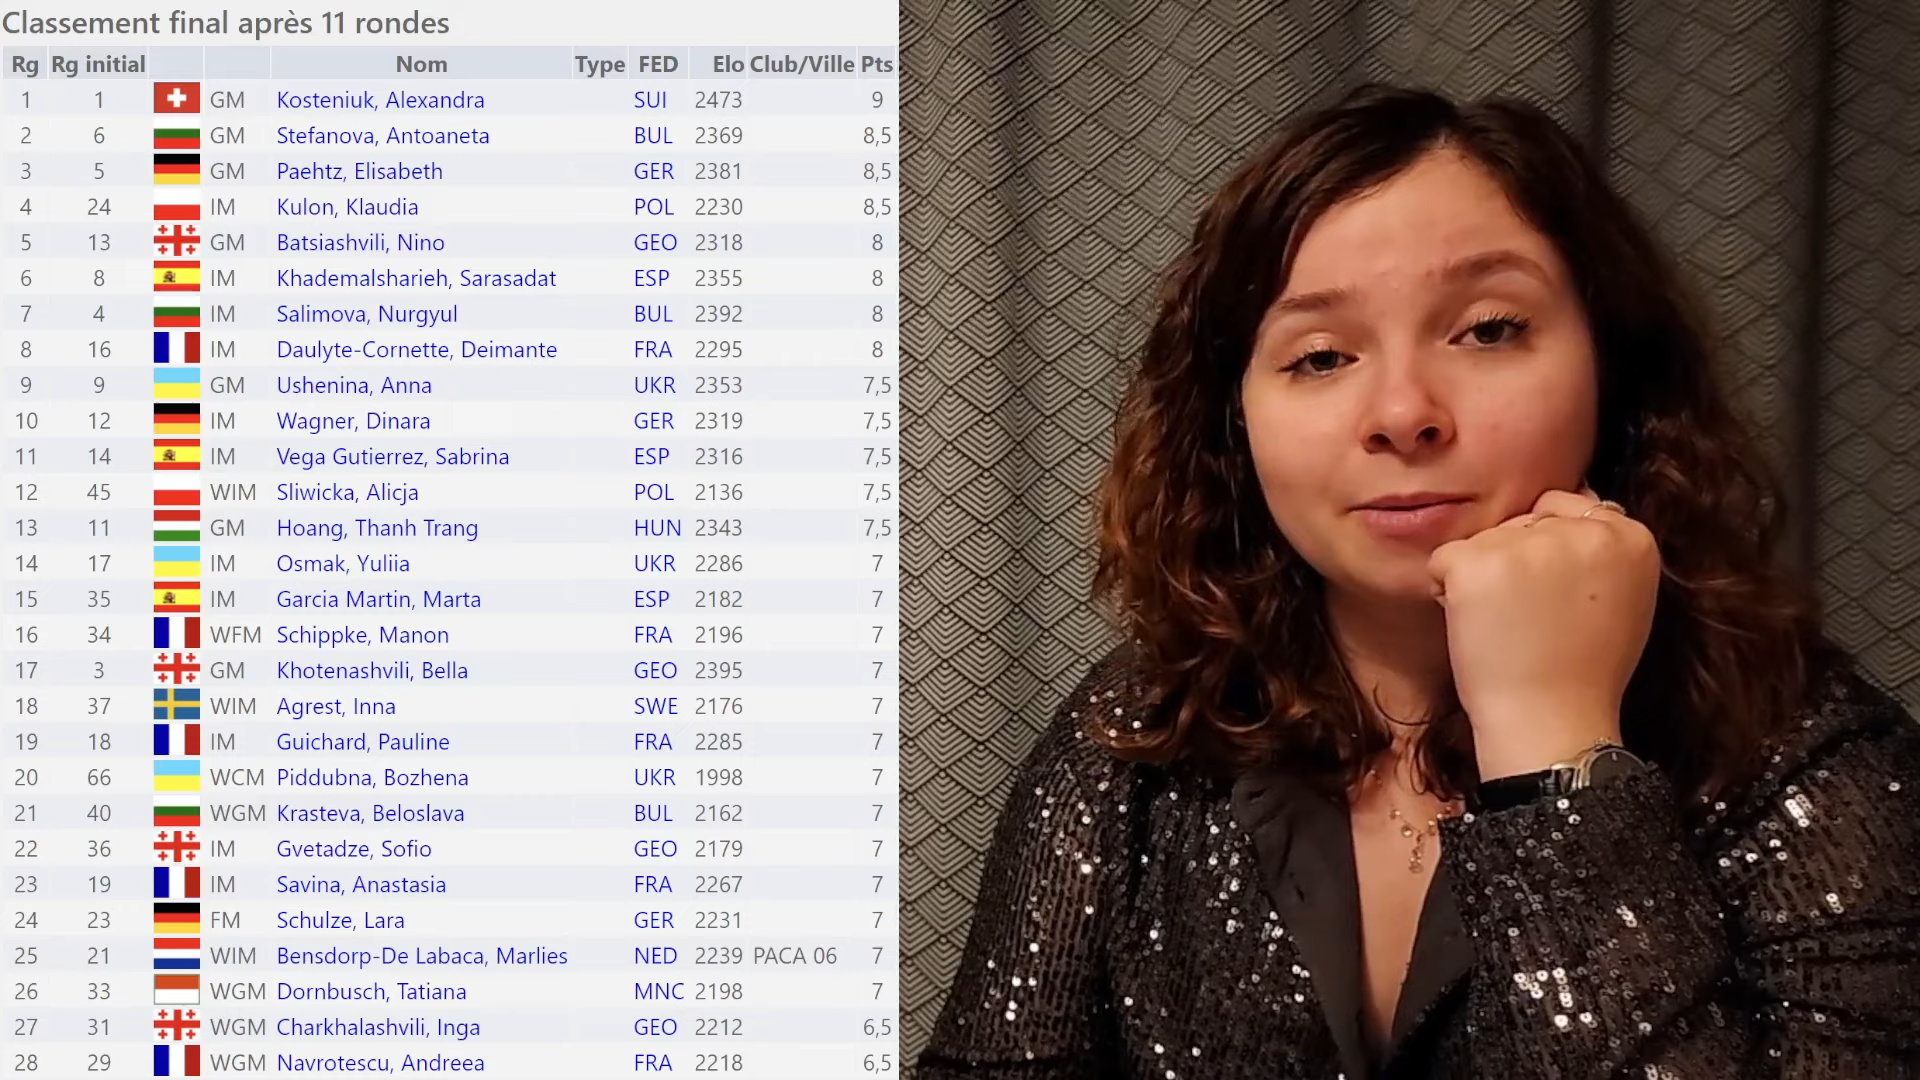 Classement final après 11 rondes
Rg Rg initial Nom Type FED Elo Club/Ville Pts
1 1 GM Kosteniuk, Alexandra SUI 2473 9
2 6 GM Stefanova, Antoaneta BUL 2369 8,5
3 5 GM Paehtz, Elisabeth GER 2381 8,5
4 24 IM Kulon, Klaudia POL 2230 8,5
5 13 GM Batsiashvili, Nino GEO 2318 8
6 8 IM Khademalsharieh, Sarasadat ESP 2355 8
7 4 IM Salimova, Nurgyul BUL 2392 8
8 16 IM Daulyte-Cornette, Deimante FRA 2295 8
9 9 GM Ushenina, Anna UKR 2353 7,5
10 12 IM Wagner, Dinara GER 2319 7,5
11 14 IM Vega Gutierrez, Sabrina ESP 2316 7,5
12 45 WIM Sliwicka, Alicja POL 2136 7,5
13 11 GM Hoang, Thanh Trang HUN 2343 7,5
14 17 IM Osmak, Yuliia UKR 2286 7
15 35 IM Garcia Martin, Marta ESP 2182 7
16 34 WFM Schippke, Manon FRA 2196 7
17 3 GM Khotenashvili, Bella GEO 2395 7
18 37 WIM Agrest, Inna SWE 2176 7
19 18 IM Guichard, Pauline FRA 2285 7
20 66 WCM Piddubna, Bozhena UKR 1998 7
21 40 WGM Krasteva, Beloslava BUL 2162 7
22 36 IM Gvetadze, Sofio GEO 2179 7
23 19 IM Savina, Anastasia FRA 2267 7
24 23 FM Schulze, Lara GER 2231 7
25 21 WIM Bensdorp-De Labaca, Marlies NED 2239 PACA 06 7
26 33 WGM Dornbusch, Tatiana MNC 2198 7
27 31 WGM Charkhalashvili, Inga GEO 2212 6,5
28 29 WGM Navrotescu, Andreea FRA 2218 6,5